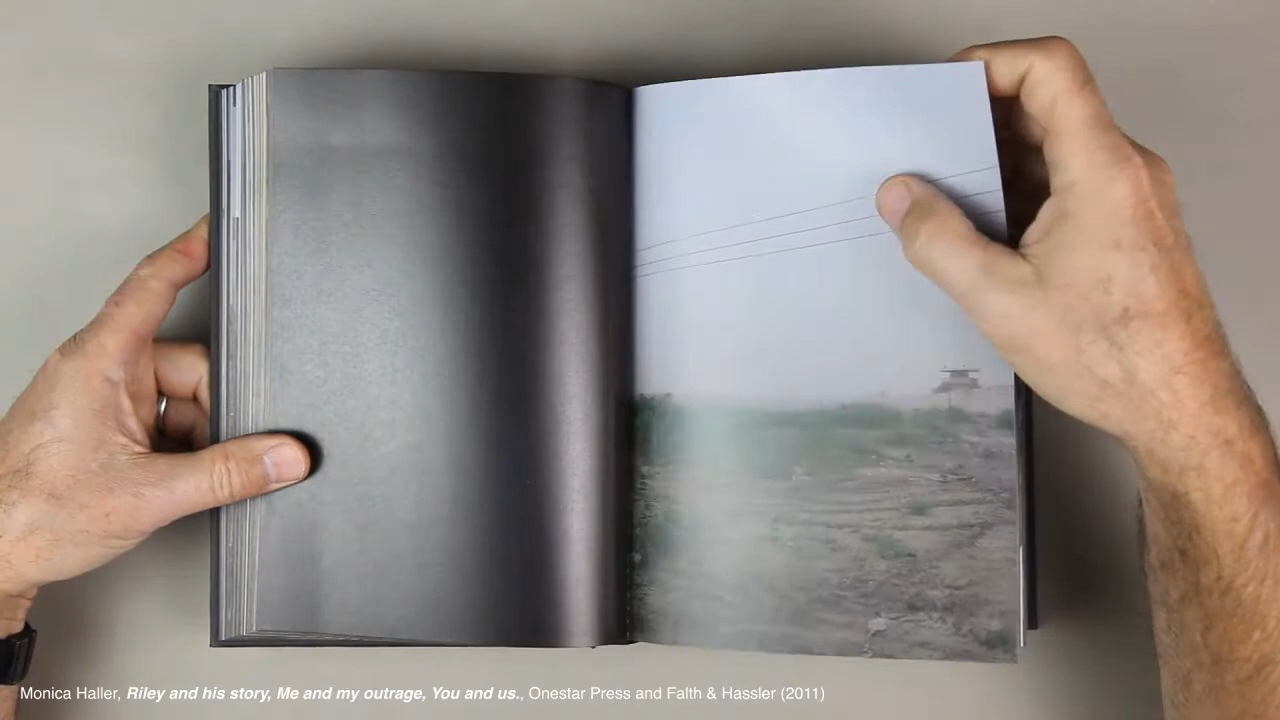 Monica Haller, Riley and his story, Me and my outrage, You and us., Onestar Press and Falth & Hassler (2011)